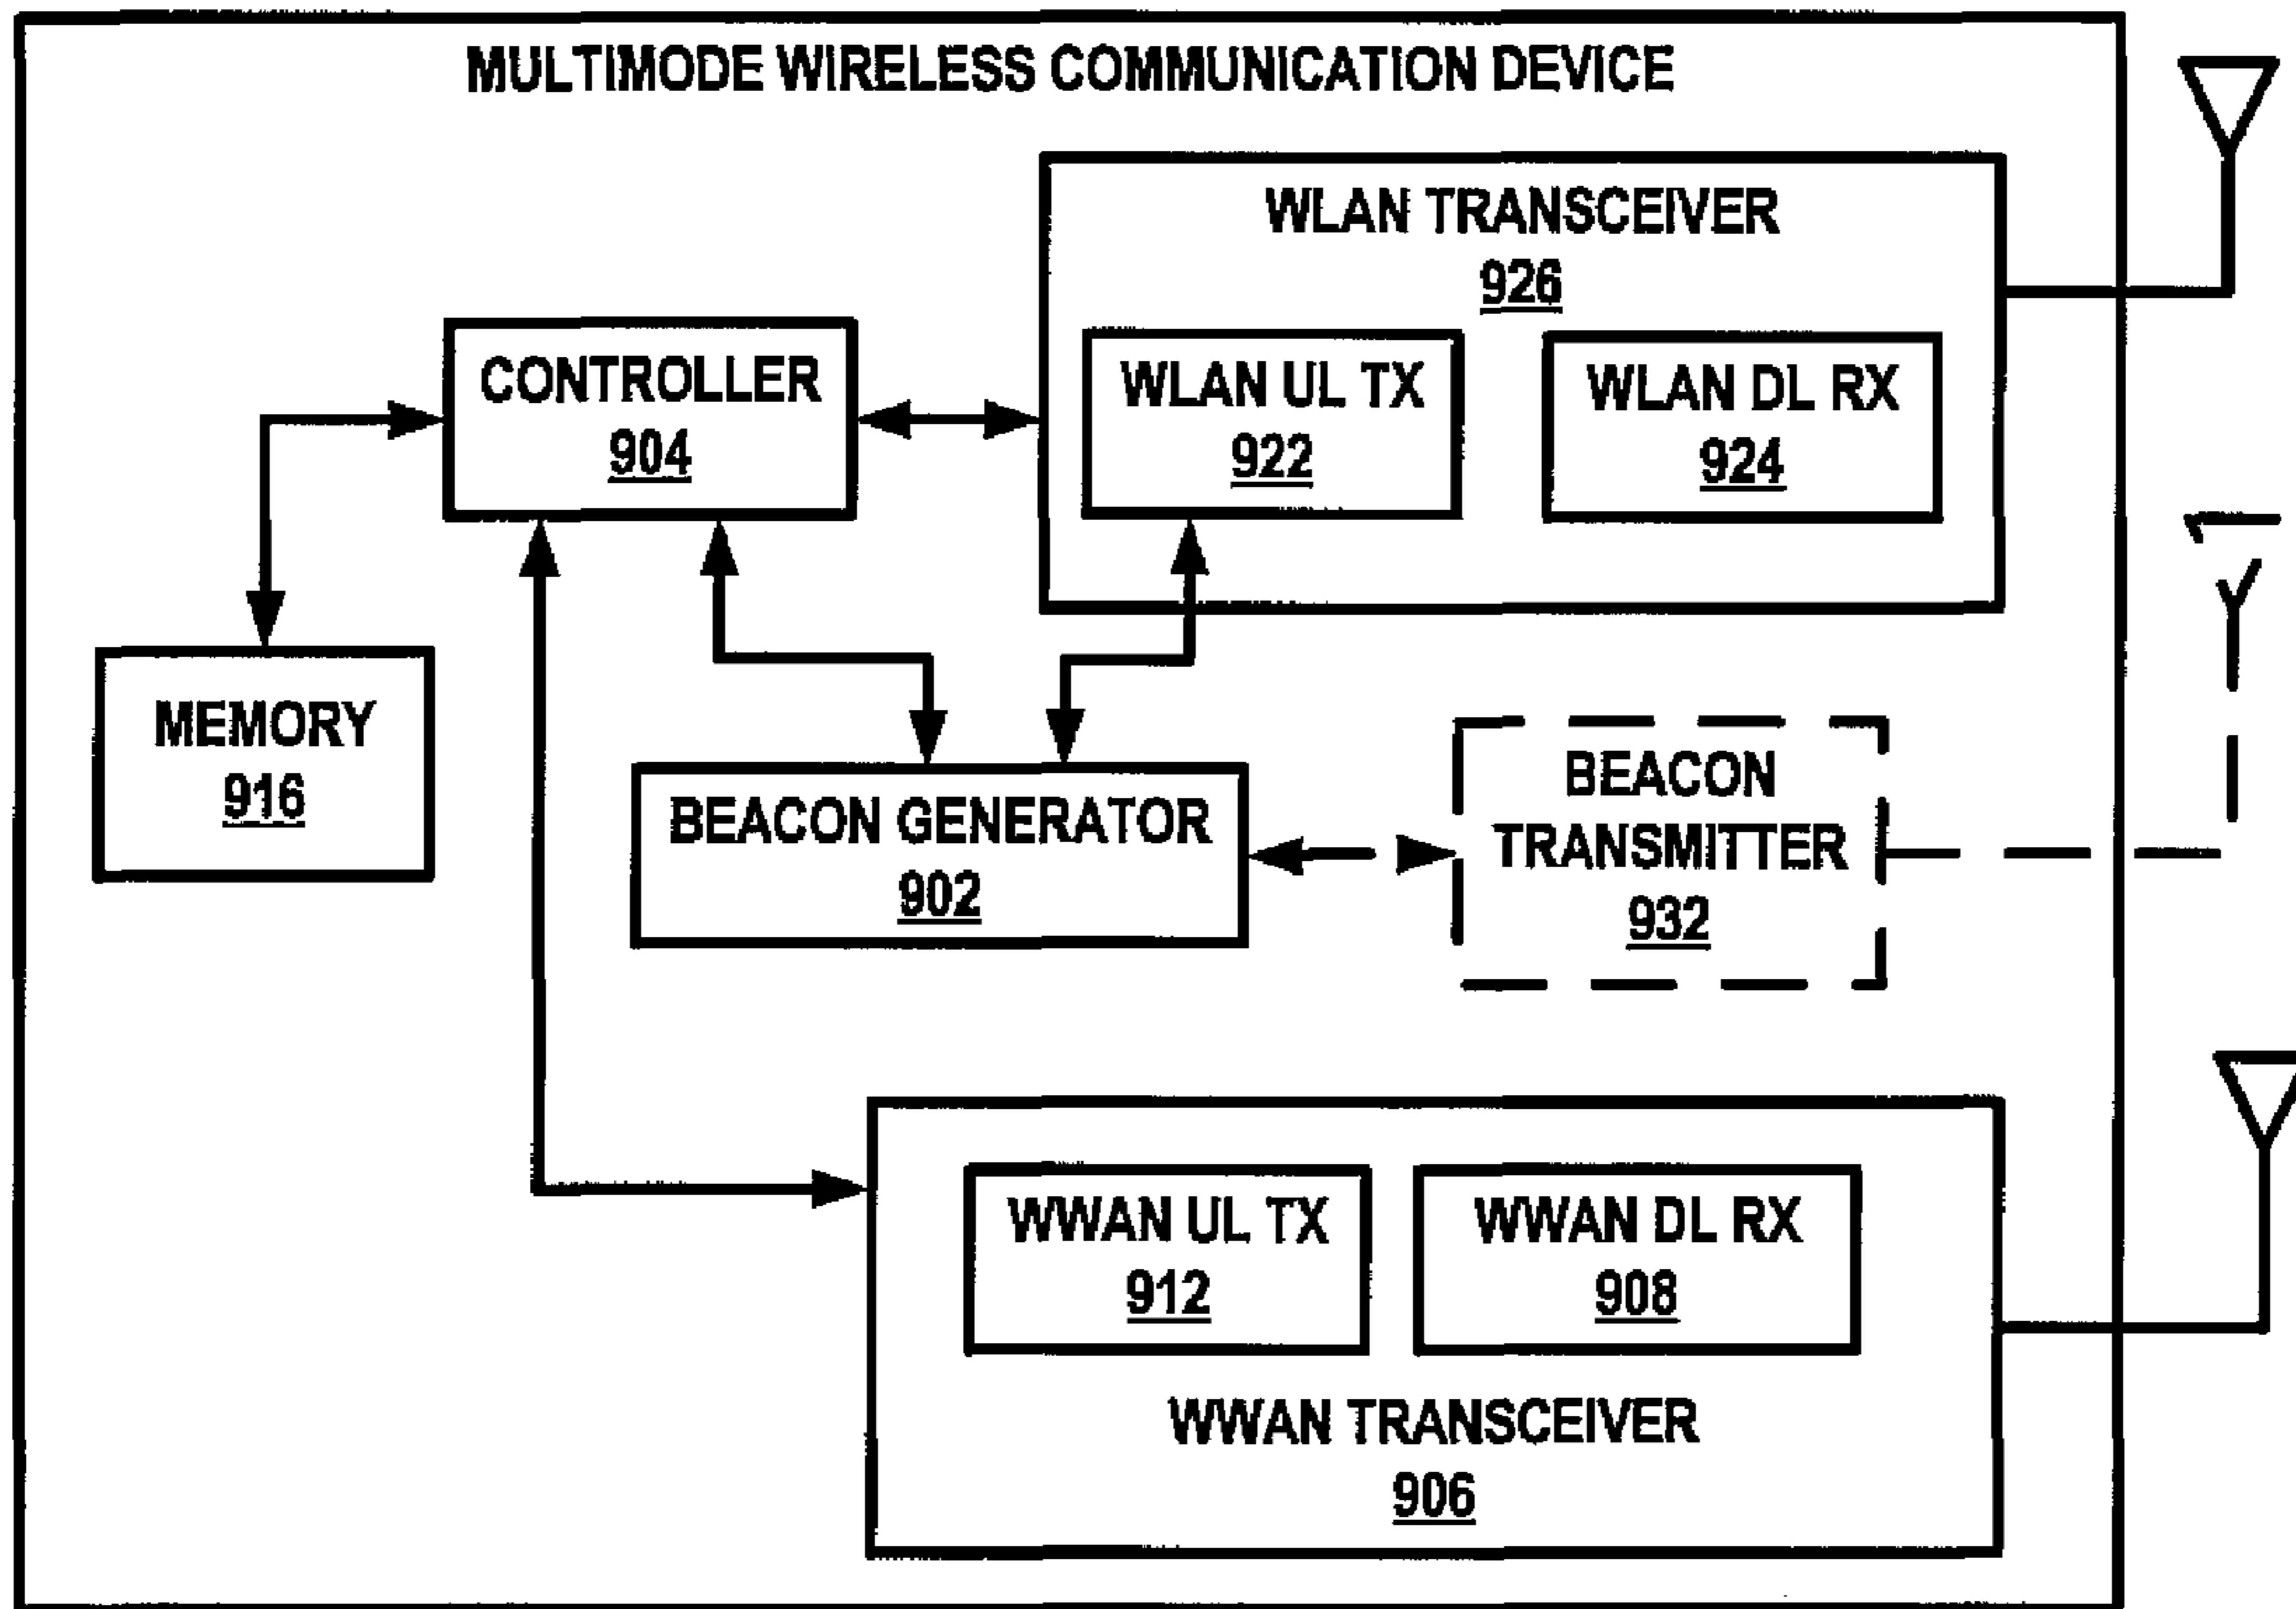 MULTIMODE WIRELESS COMMUNICATION DEVICE
WLAN TRANSCEIVER
926
CONTROLLER
904
WLAN UL TX
922
WLAN DL RX
924
MEMORY
916
BEACON GENERATOR
902
BEACON
TRANSMITTER
932
WWAN UL TX
912
WWAN DL RX
908
WWAN TRANSCEIVER
906